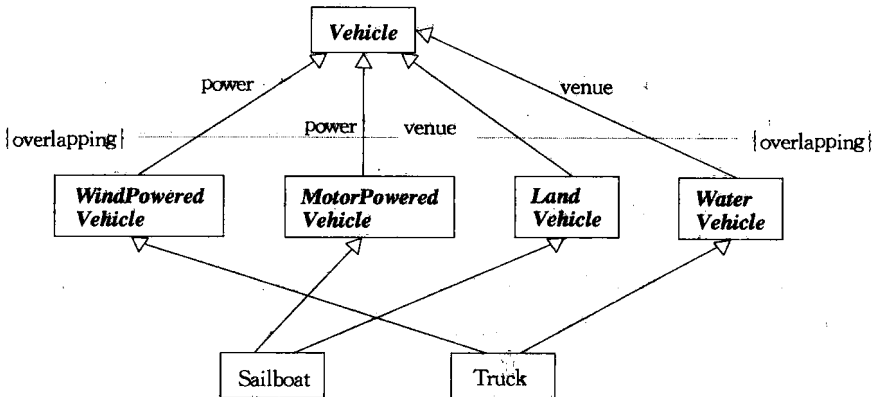 Vehicle
power
venue
{overlapping}
power
venue
{overlapping}
WindPowered
Vehicle
MotorPowered
Vehicle
Land
Vehicle
Water
Vehicle
Sailboat
Truck